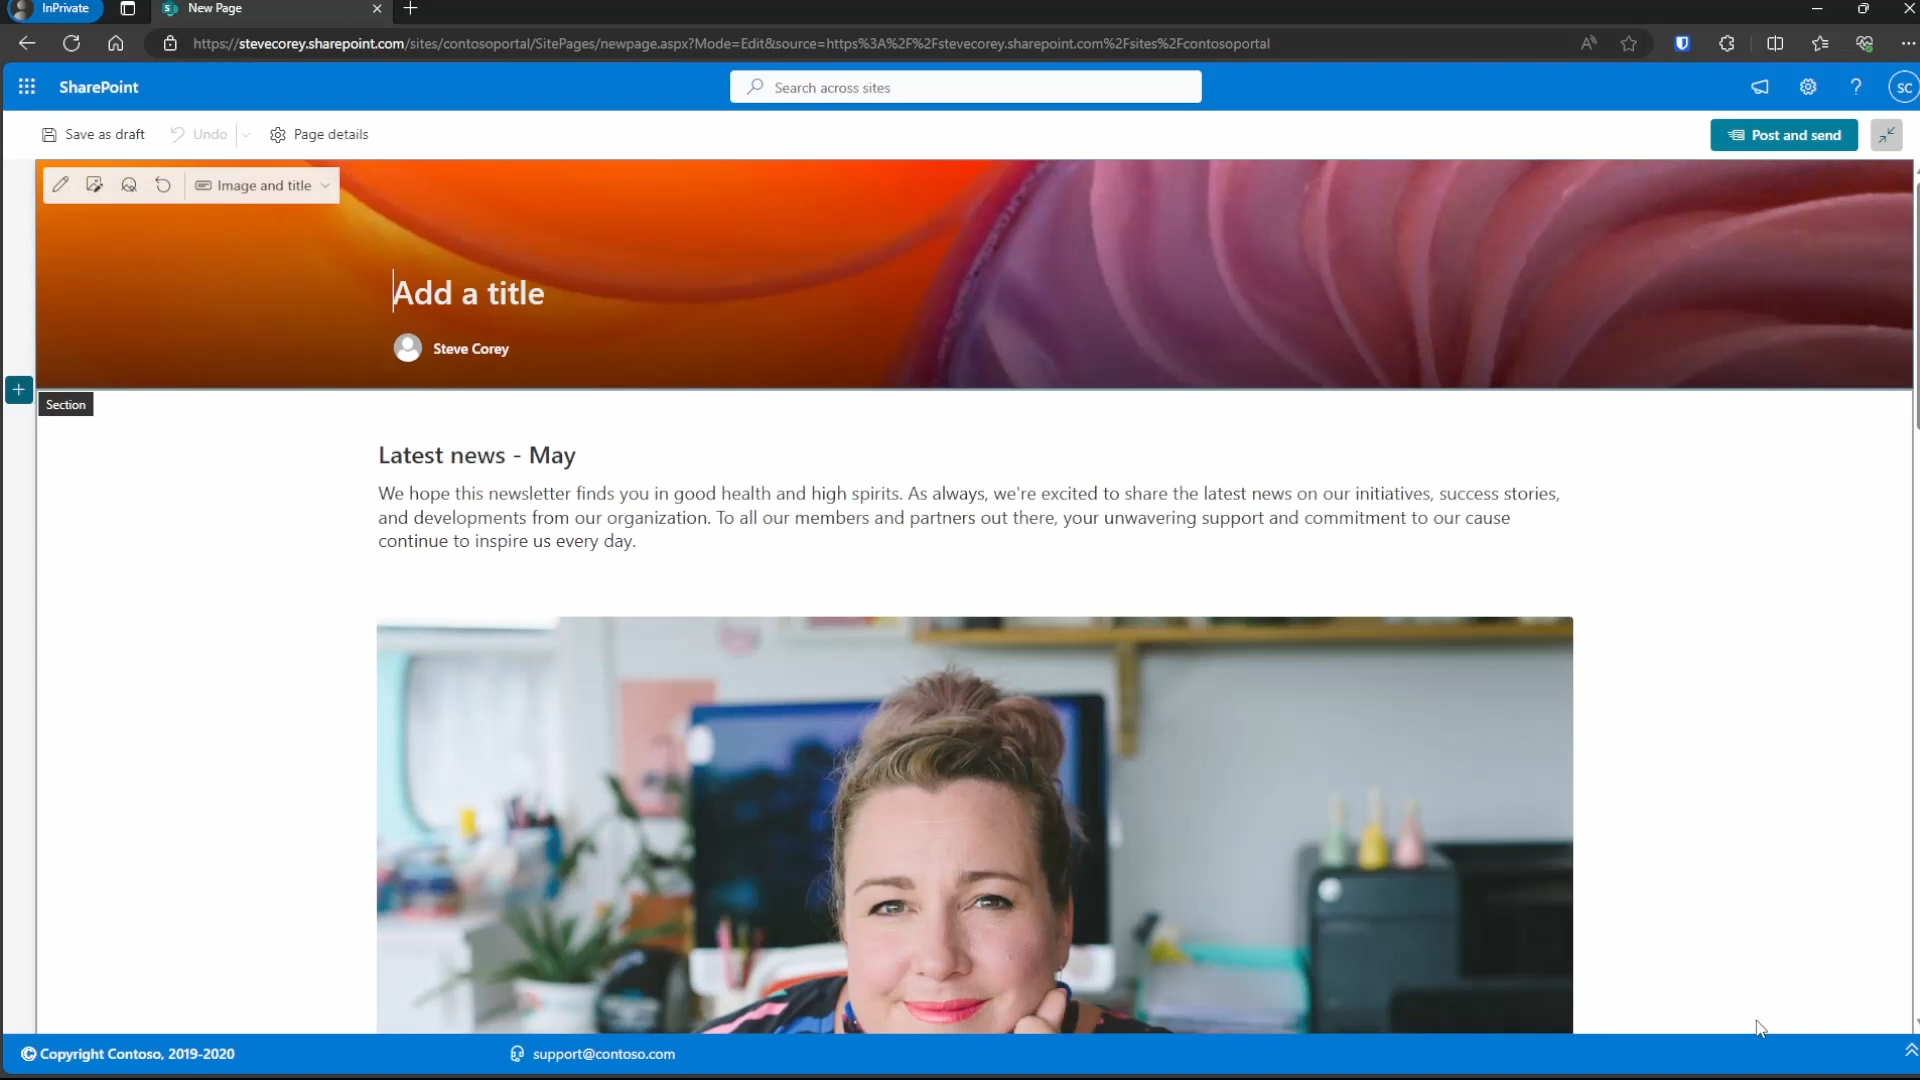 InPrivate
New Page
https://stevecorey.sharepoint.com/sites/contosoportal/SitePages/newpage.aspx?Mode=Edit&source=https%3A%2F%2Fstevecorey.sharepoint.com%2Fsites%2Fcontosoportal
SharePoint
Search across sites
SC
Save as draft
Undo
Page details
Post and send
Image and title
Add a title
Steve Corey
Section
Latest news - May
We hope this newsletter finds you in good health and high spirits. As always, we're excited to share the latest news on our initiatives, success stories,
and developments from our organization. To all our members and partners out there, your unwavering support and commitment to our cause
continue to inspire us every day.
© Copyright Contoso, 2019-2020
support@contoso.com